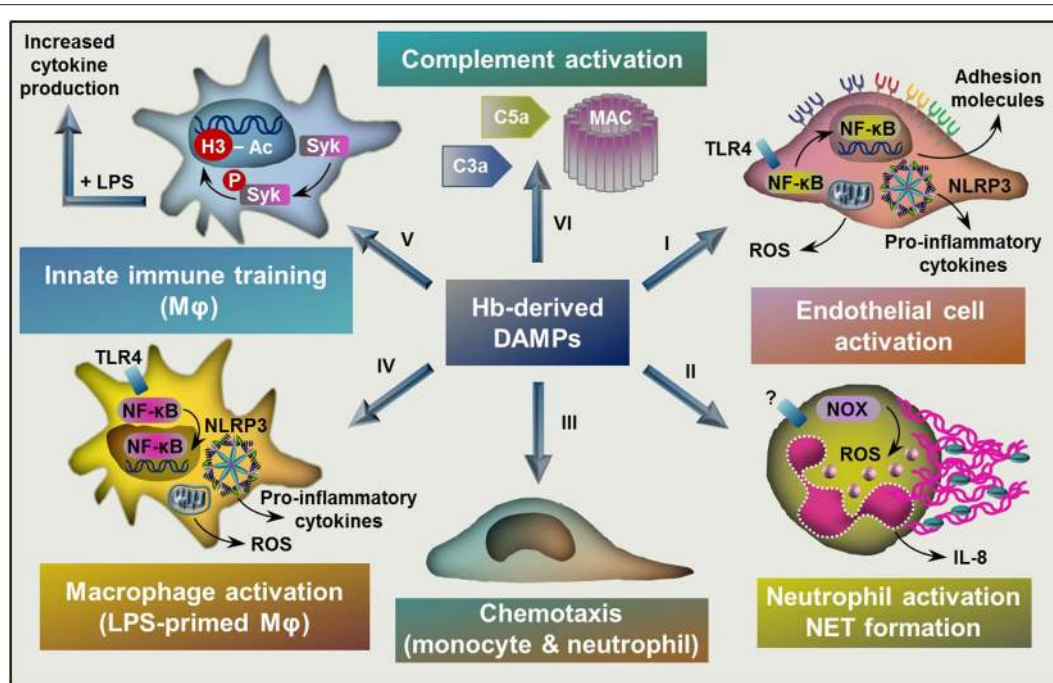 Increased
cytokine
production
+ LPS
H3
– Ac
Syk
P
Syk
Innate immune training
(Mφ)
V
Complement activation
C5a
C3a
MAC
VI
I
TLR4
NF-κB
NF-κB
Adhesion
molecules
NLRP3
ROS
Pro-inflammatory
cytokines
Endothelial cell
activation
Hb-derived
DAMPs
IV
TLR4
NF-κB
NF-κB
NLRP3
Pro-inflammatory
cytokines
ROS
Macrophage activation
(LPS-primed Mφ)
III
Chemotaxis
(monocyte & neutrophil)
II
?
NOX
ROS
IL-8
Neutrophil activation
NET formation